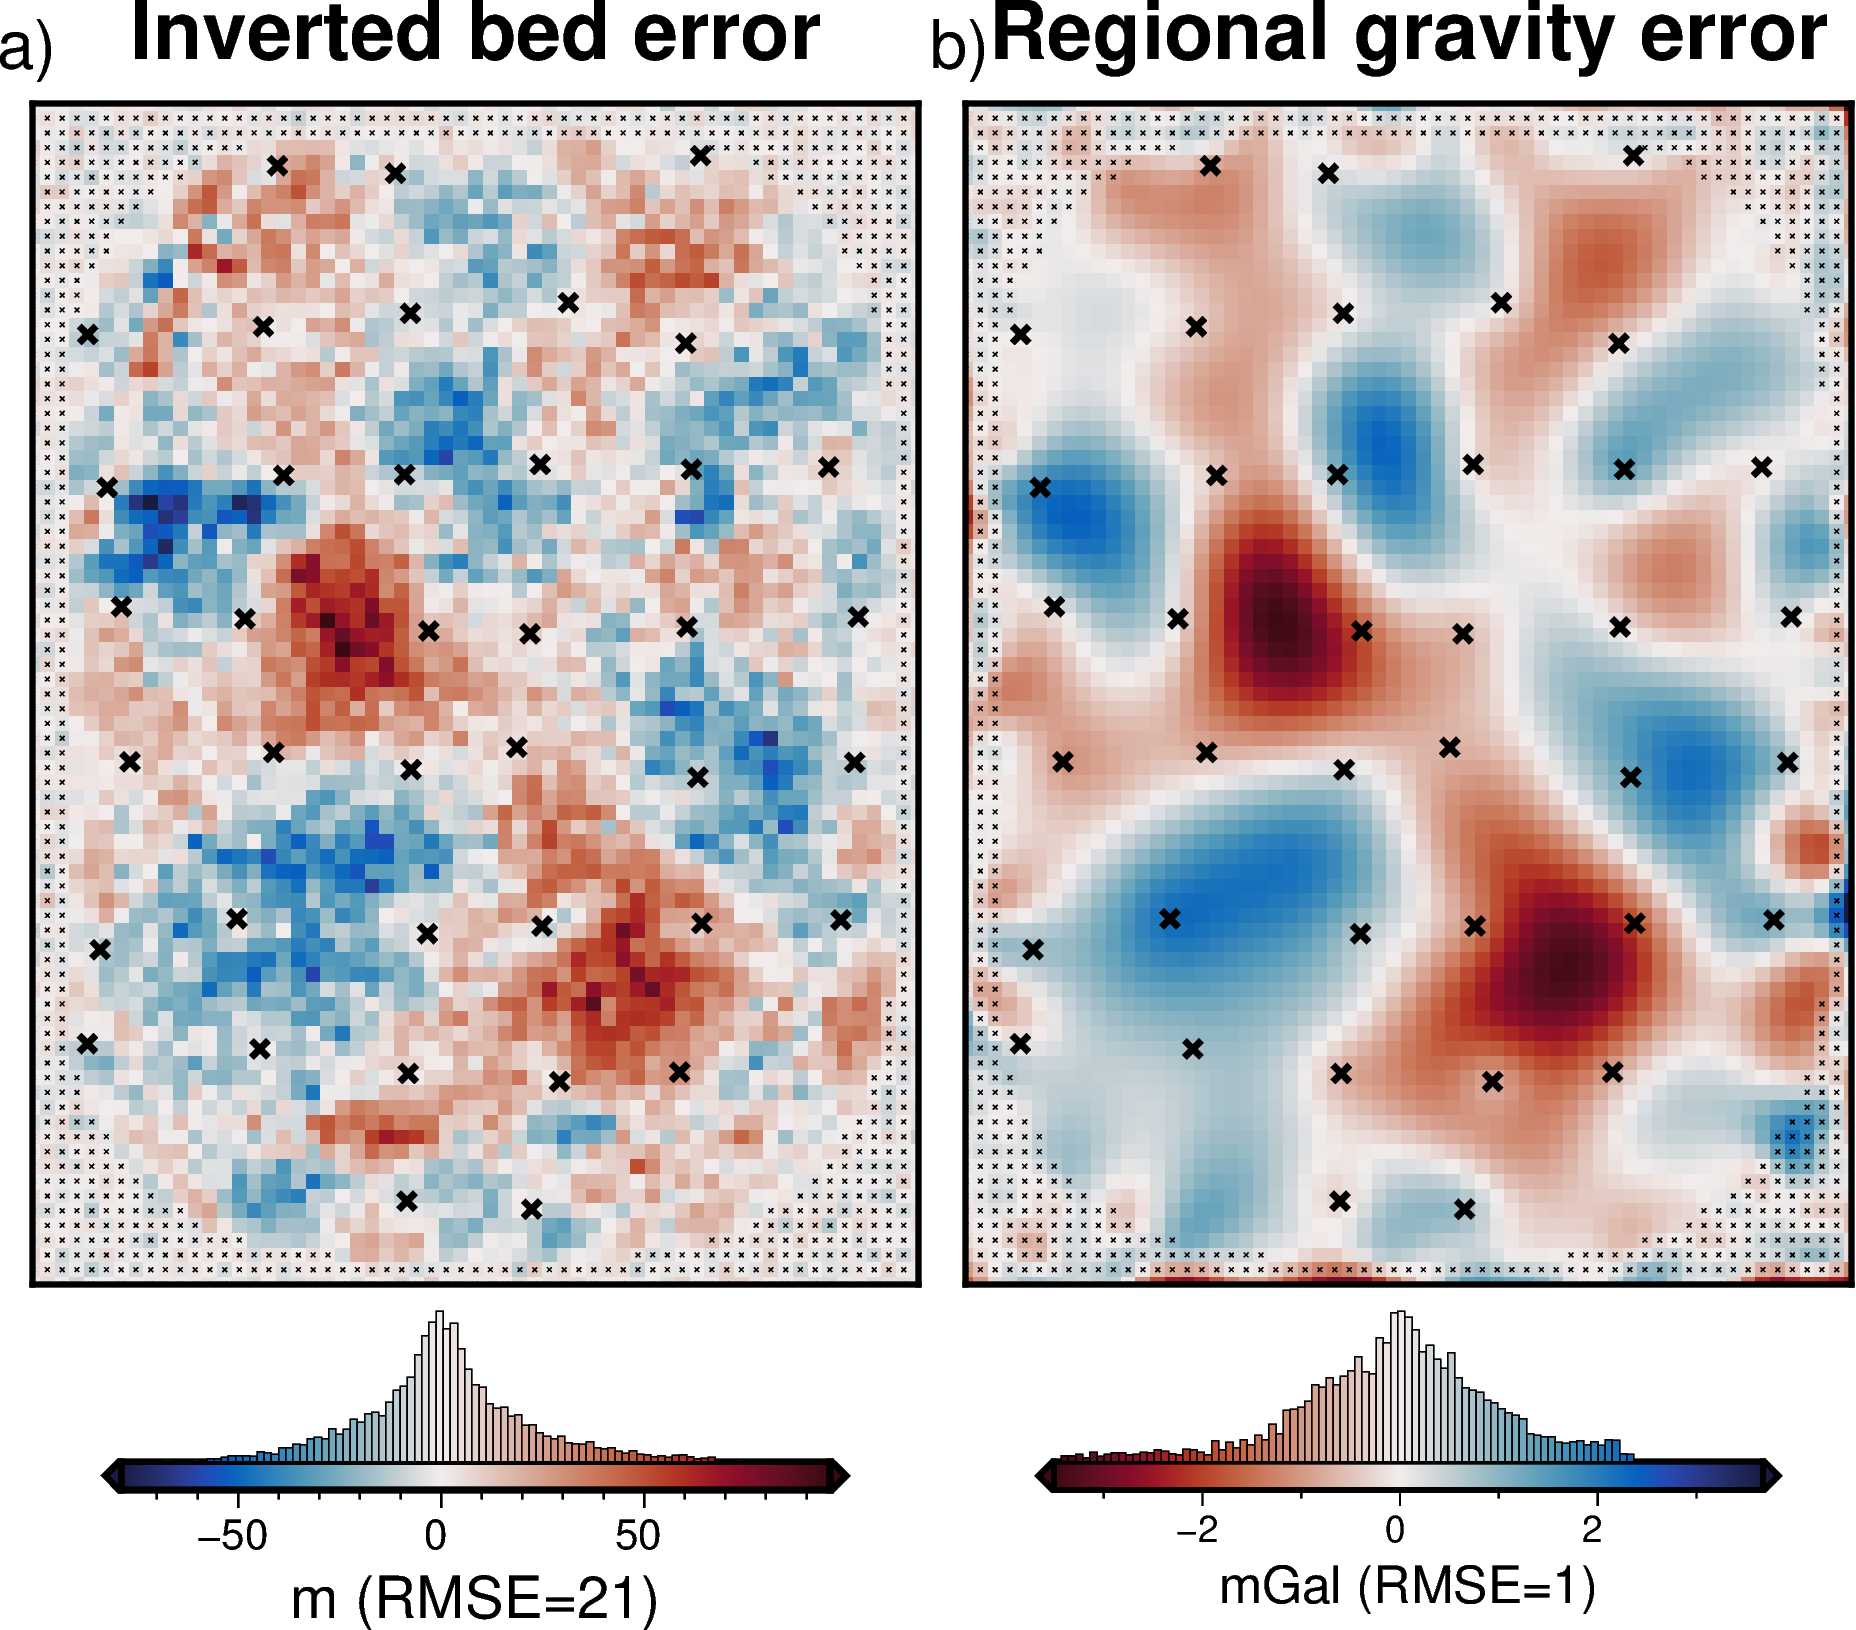 a) Inverted bed error
b) Regional gravity error
−50 0 50
m (RMSE=21)
−2 0 2
mGal (RMSE=1)